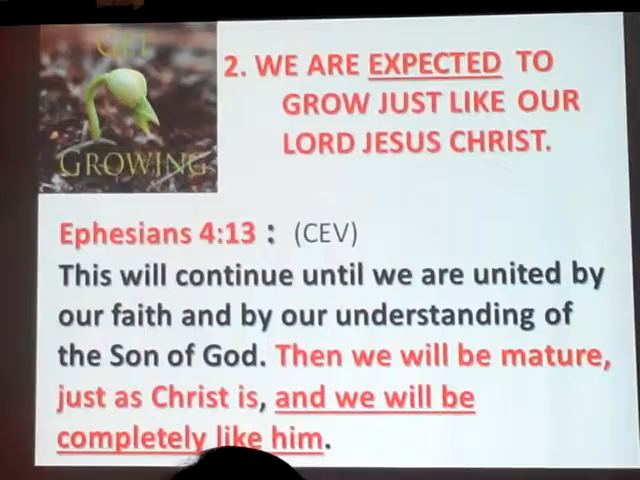 GET
GROWING
2. WE ARE EXPECTED TO
GROW JUST LIKE OUR
LORD JESUS CHRIST.
Ephesians 4:13 : (CEV)
This will continue until we are united by
our faith and by our understanding of
the Son of God. Then we will be mature,
just as Christ is, and we will be
completely like him.